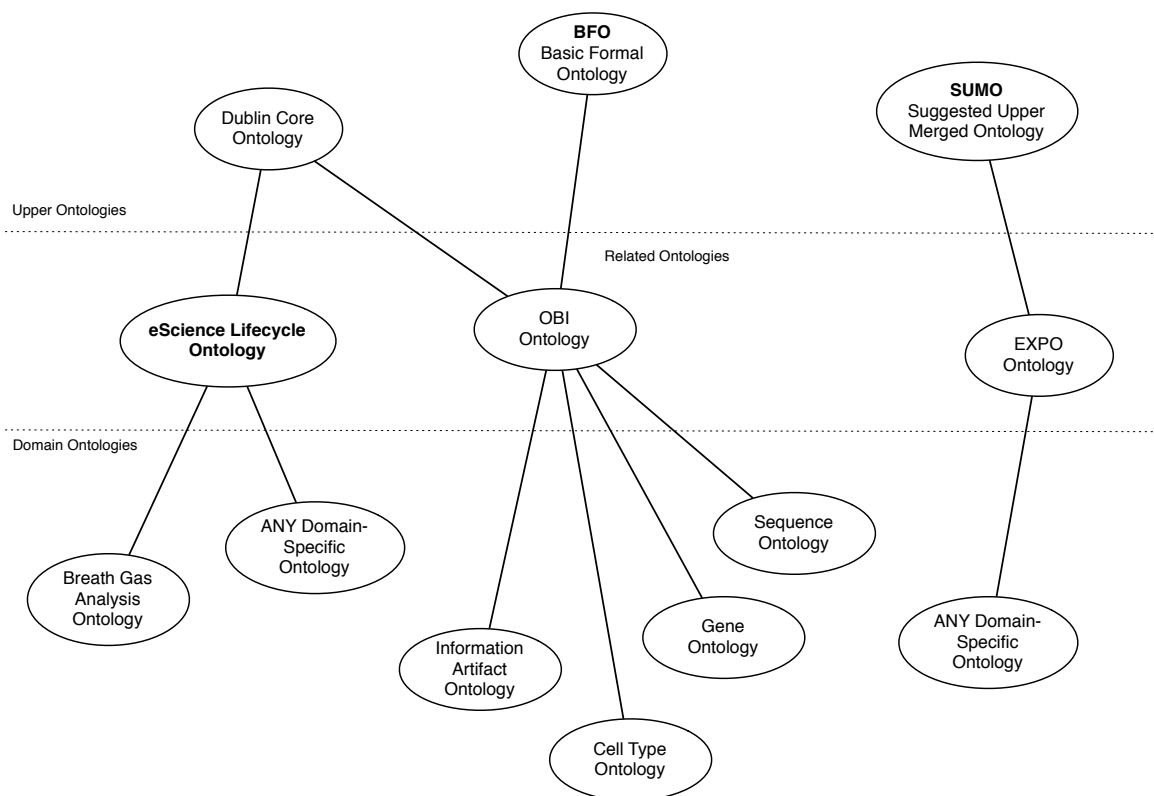 BFO
Basic Formal
Ontology
Dublin Core
Ontology
SUMO
Suggested Upper
Merged Ontology
Upper Ontologies
Related Ontologies
eScience Lifecycle
Ontology
OBI
Ontology
EXPO
Ontology
Domain Ontologies
ANY Domain-
Specific
Ontology
Breath Gas
Analysis
Ontology
Sequence
Ontology
Gene
Ontology
Information
Artifact
Ontology
Cell Type
Ontology
ANY Domain-
Specific
Ontology